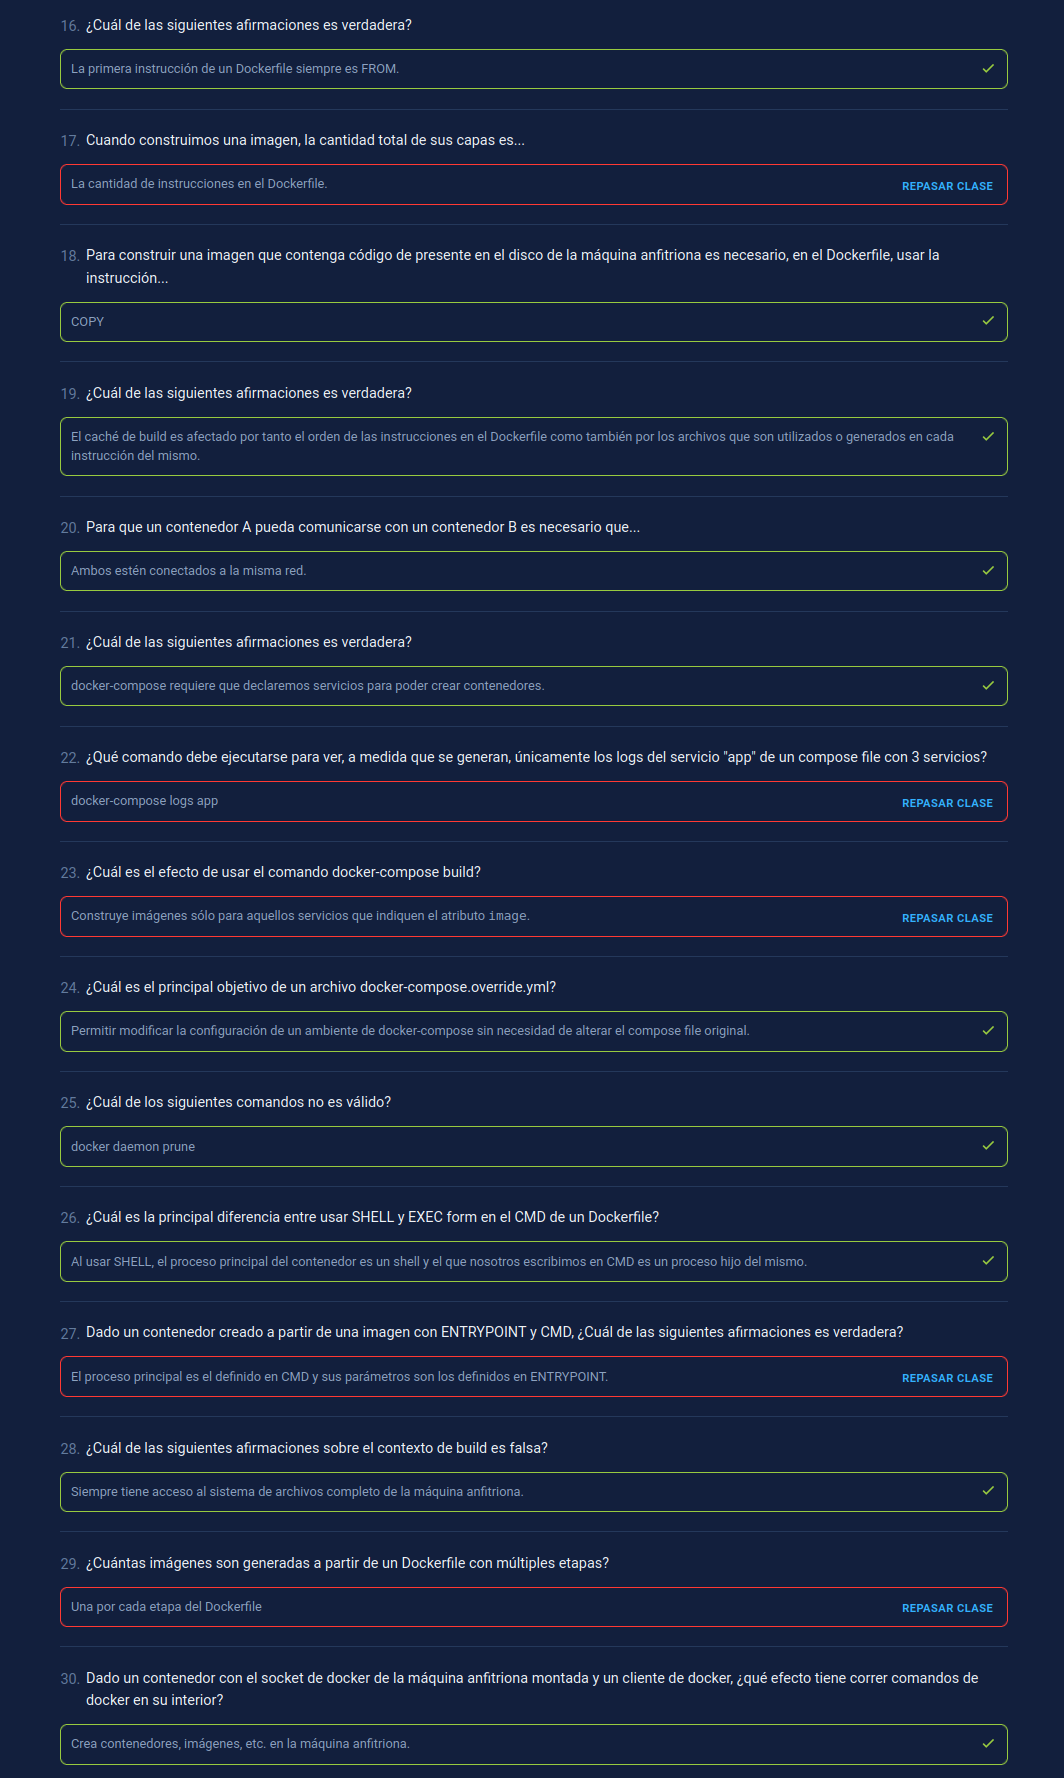 16. ¿Cuál de las siguientes afirmaciones es verdadera?
La primera instrucción de un Dockerfile siempre es FROM.
17. Cuando construimos una imagen, la cantidad total de sus capas es...
La cantidad de instrucciones en el Dockerfile.
REPASAR CLASE
18. Para construir una imagen que contenga código de presente en el disco de la máquina anfitriona es necesario, en el Dockerfile, usar la
instrucción...
COPY
19. ¿Cuál de las siguientes afirmaciones es verdadera?
El caché de build es afectado por tanto el orden de las instrucciones en el Dockerfile como también por los archivos que son utilizados o generados en cada
instrucción del mismo.
20. Para que un contenedor A pueda comunicarse con un contenedor B es necesario que...
Ambos estén conectados a la misma red.
21. ¿Cuál de las siguientes afirmaciones es verdadera?
docker-compose requiere que declaremos servicios para poder crear contenedores.
22. ¿Qué comando debe ejecutarse para ver, a medida que se generan, únicamente los logs del servicio "app" de un compose file con 3 servicios?
docker-compose logs app
REPASAR CLASE
23. ¿Cuál es el efecto de usar el comando docker-compose build?
Construye imágenes sólo para aquellos servicios que indiquen el atributo image.
REPASAR CLASE
24. ¿Cuál es el principal objetivo de un archivo docker-compose.override.yml?
Permitir modificar la configuración de un ambiente de docker-compose sin necesidad de alterar el compose file original.
25. ¿Cuál de los siguientes comandos no es válido?
docker daemon prune
26. ¿Cuál es la principal diferencia entre usar SHELL y EXEC form en el CMD de un Dockerfile?
Al usar SHELL, el proceso principal del contenedor es un shell y el que nosotros escribimos en CMD es un proceso hijo del mismo.
27. Dado un contenedor creado a partir de una imagen con ENTRYPOINT y CMD, ¿Cuál de las siguientes afirmaciones es verdadera?
El proceso principal es el definido en CMD y sus parámetros son los definidos en ENTRYPOINT.
REPASAR CLASE
28. ¿Cuál de las siguientes afirmaciones sobre el contexto de build es falsa?
Siempre tiene acceso al sistema de archivos completo de la máquina anfitriona.
29. ¿Cuántas imágenes son generadas a partir de un Dockerfile con múltiples etapas?
Una por cada etapa del Dockerfile
REPASAR CLASE
30. Dado un contenedor con el socket de docker de la máquina anfitriona montada y un cliente de docker, ¿qué efecto tiene correr comandos de
docker en su interior?
Crea contenedores, imágenes, etc. en la máquina anfitriona.